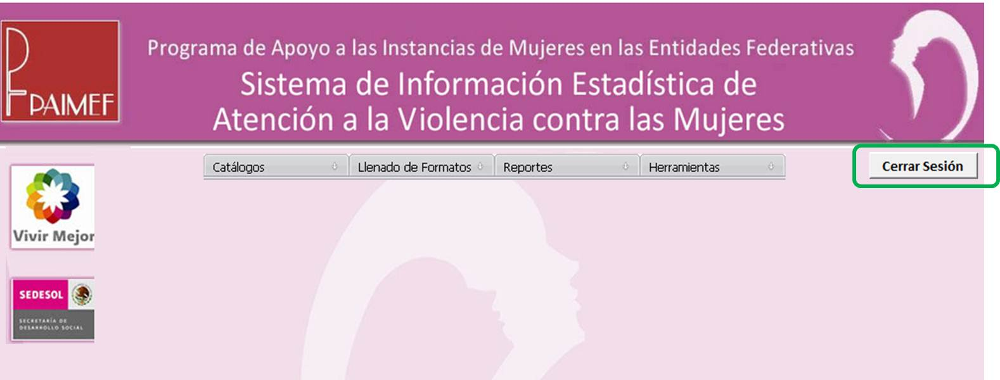 Programa de Apoyo a las Instancias de Mujeres en las Entidades Federativas
Sistema de Información Estadística de
Atención a la Violencia contra las Mujeres
PAIMEF
Catálogos
Llenado de Formatos
Reportes
Herramientas
Cerrar Sesión
Vivir Mejor
SEDESOL
SECRETARÍA DE
DESARROLLO SOCIAL